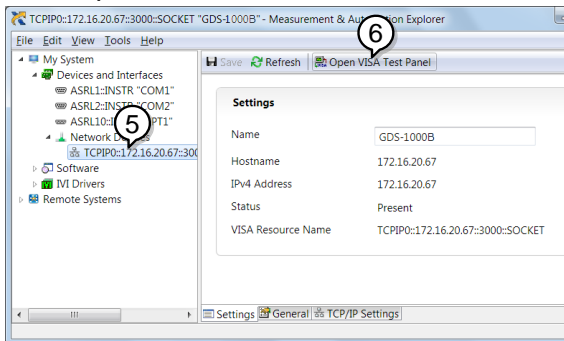 TCPIP0::172.16.20.67::3000::SOCKET "GDS-1000B" - Measurement & Automation Explorer
File Edit View Tools Help
6
My System
Save Refresh Open VISA Test Panel
Devices and Interfaces
ASRL1::INSTR "COM1"
Settings
ASRL2::INSTR "COM2"
ASRL10::I PT1"
5
Name GDS-1000B
Network De es
TCPIP0::172.16.20.67::300
Hostname 172.16.20.67
Software
IVI Drivers
IPv4 Address 172.16.20.67
Remote Systems
Status Present
VISA Resource Name TCPIP0::172.16.20.67::3000::SOCKET
Settings General TCP/IP Settings